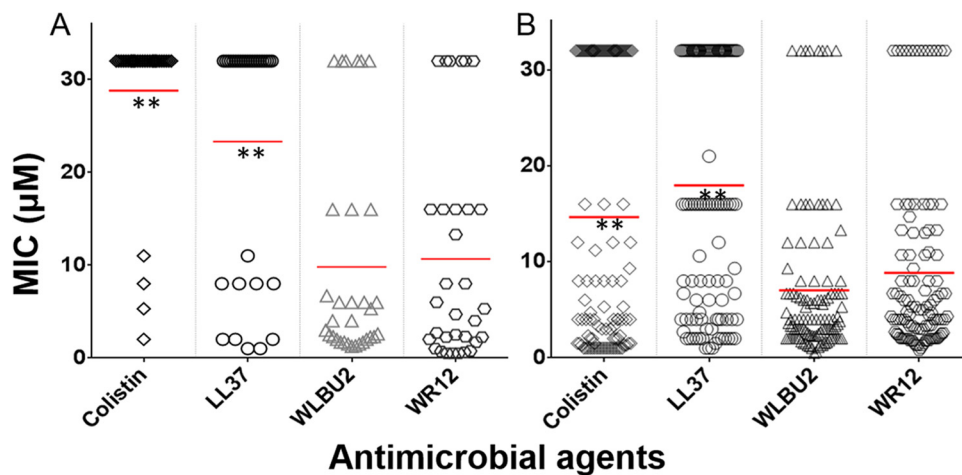 A
B
MIC (µM)
30
20
10
0
30
20
10
0
**
**
**
**
Colistin
LL37
WLBU2
WR12
Colistin
LL37
WLBU2
WR12
Antimicrobial agents